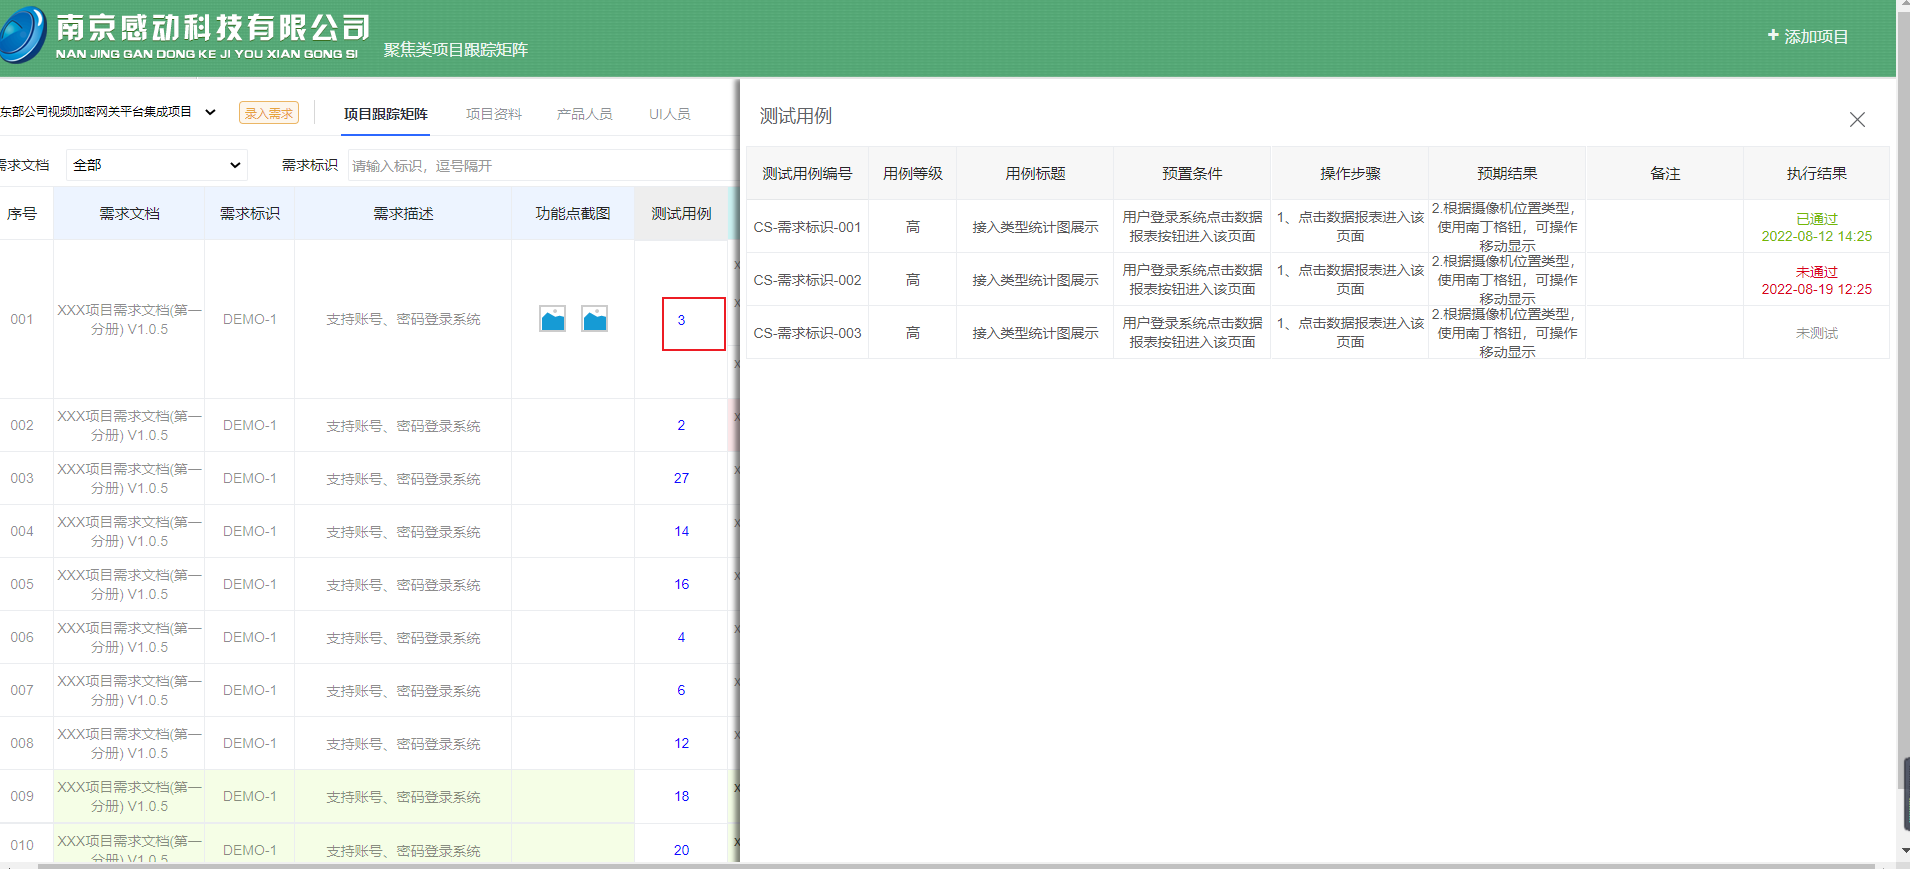 南京感动科技有限公司
NAN JING GAN DONG KE JI YOU XIAN GONG SI
聚焦类项目跟踪矩阵
+ 添加项目
东部公司视频加密网关平台集成项目
录入需求
项目跟踪矩阵
项目资料
产品人员
UI人员
需求文档
全部
需求标识
请输入标识，逗号隔开
序号 需求文档 需求标识 需求描述 功能点截图 测试用例
001 XXX项目需求文档(第一 DEMO-1 支持账号、密码登录系统 3
分册) V1.0.5
002 XXX项目需求文档(第一 DEMO-1 支持账号、密码登录系统 2
分册) V1.0.5
003 XXX项目需求文档(第一 DEMO-1 支持账号、密码登录系统 27
分册) V1.0.5
004 XXX项目需求文档(第一 DEMO-1 支持账号、密码登录系统 14
分册) V1.0.5
005 XXX项目需求文档(第一 DEMO-1 支持账号、密码登录系统 16
分册) V1.0.5
006 XXX项目需求文档(第一 DEMO-1 支持账号、密码登录系统 4
分册) V1.0.5
007 XXX项目需求文档(第一 DEMO-1 支持账号、密码登录系统 6
分册) V1.0.5
008 XXX项目需求文档(第一 DEMO-1 支持账号、密码登录系统 12
分册) V1.0.5
009 XXX项目需求文档(第一 DEMO-1 支持账号、密码登录系统 18
分册) V1.0.5
010 XXX项目需求文档(第一 DEMO-1 支持账号、密码登录系统 20
分册) V1.0.5
测试用例
测试用例编号 用例等级 用例标题 预置条件 操作步骤 预期结果 备注 执行结果
CS-需求标识-001 高 接入类型统计图展示
用户登录系统点击数据
报表按钮进入该页面
1、点击数据报表进入该
页面
2.根据摄像机位置类型，
使用南丁格钮，可操作
移动显示
已通过
2022-08-12 14:25
CS-需求标识-002 高 接入类型统计图展示
用户登录系统点击数据
报表按钮进入该页面
1、点击数据报表进入该
页面
2.根据摄像机位置类型，
使用南丁格钮，可操作
移动显示
未通过
2022-08-19 12:25
CS-需求标识-003 高 接入类型统计图展示
用户登录系统点击数据
报表按钮进入该页面
1、点击数据报表进入该
页面
2.根据摄像机位置类型，
使用南丁格钮，可操作
移动显示
未测试